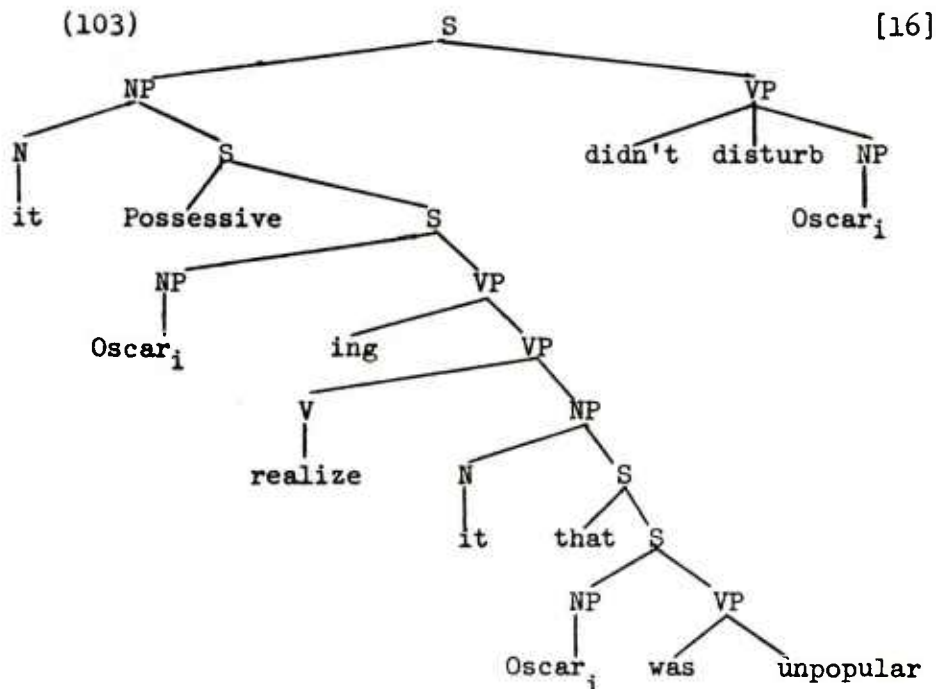 (103) S [16]
NP VP
N S didn't disturb NP
it Possessive S Oscar_i
NP VP
Oscar_i ing VP
V NP
realize N S
it that S
NP VP
Oscar_i was unpopular